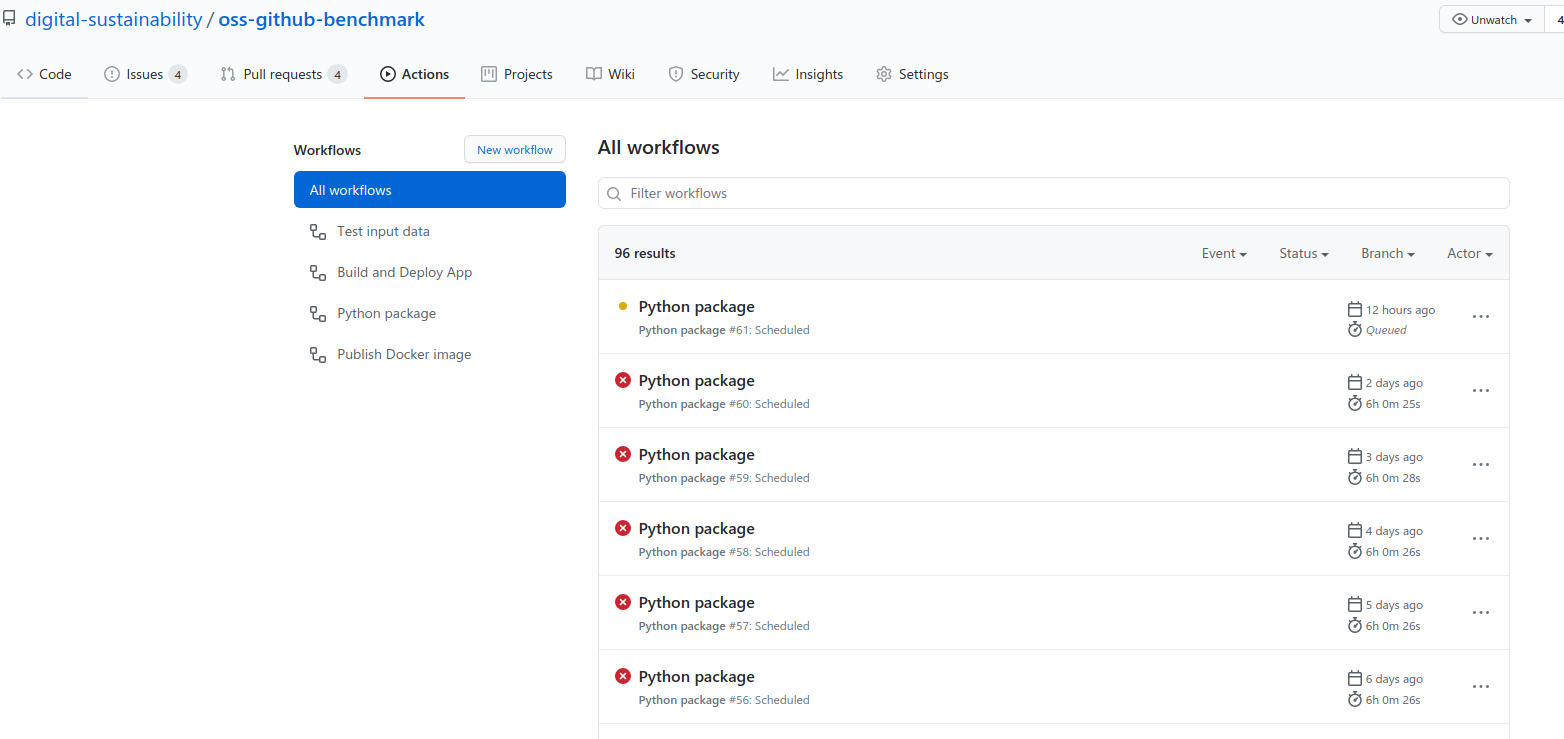 digital-sustainability / oss-github-benchmark
Unwatch
4
Code
Issues 4
Pull requests 4
Actions
Projects
Wiki
Security
Insights
Settings
Workflows
New workflow
All workflows
Test input data
Build and Deploy App
Python package
Publish Docker image
All workflows
Filter workflows
96 results
Event
Status
Branch
Actor
Python package
Python package #61: Scheduled
12 hours ago
Queued
Python package
Python package #60: Scheduled
2 days ago
6h 0m 25s
Python package
Python package #59: Scheduled
3 days ago
6h 0m 28s
Python package
Python package #58: Scheduled
4 days ago
6h 0m 26s
Python package
Python package #57: Scheduled
5 days ago
6h 0m 26s
Python package
Python package #56: Scheduled
6 days ago
6h 0m 26s